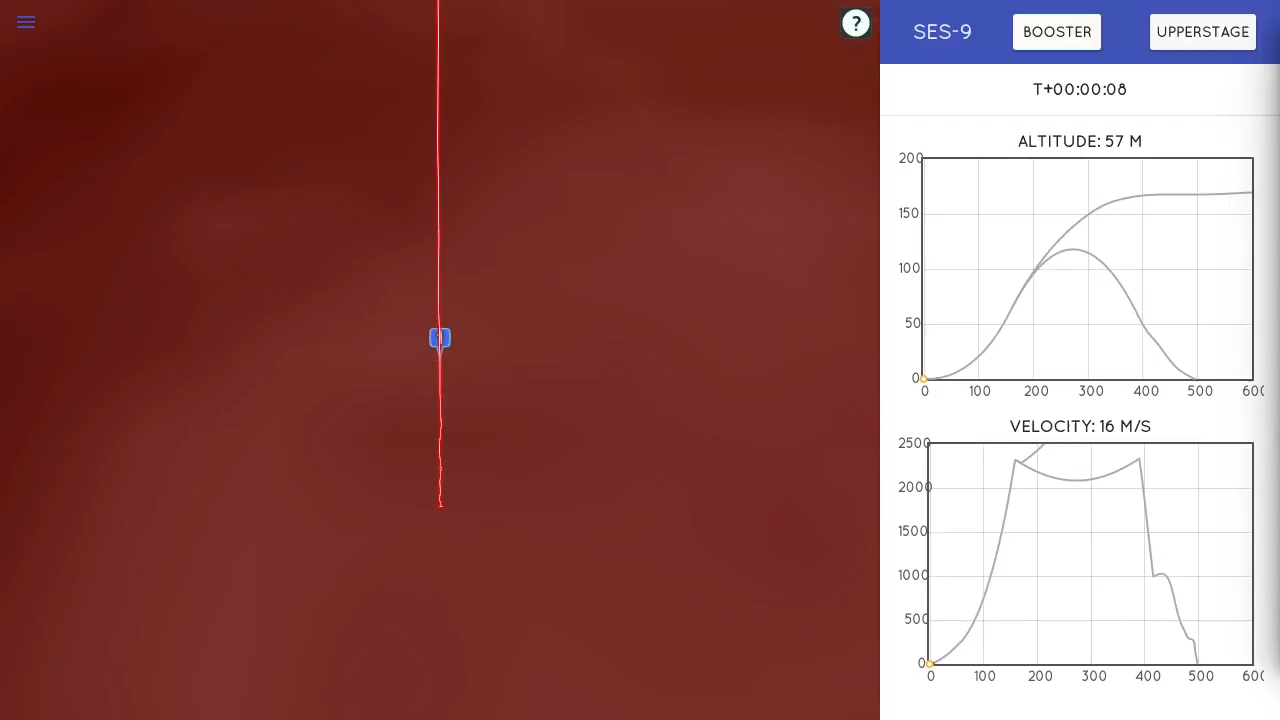 ?
SES-9 BOOSTER UPPERSTAGE
T+00:00:08
ALTITUDE: 57 M
200
150
100
50
0
0 100 200 300 400 500 600
VELOCITY: 16 M/S
2500
2000
1500
1000
500
0
0 100 200 300 400 500 600